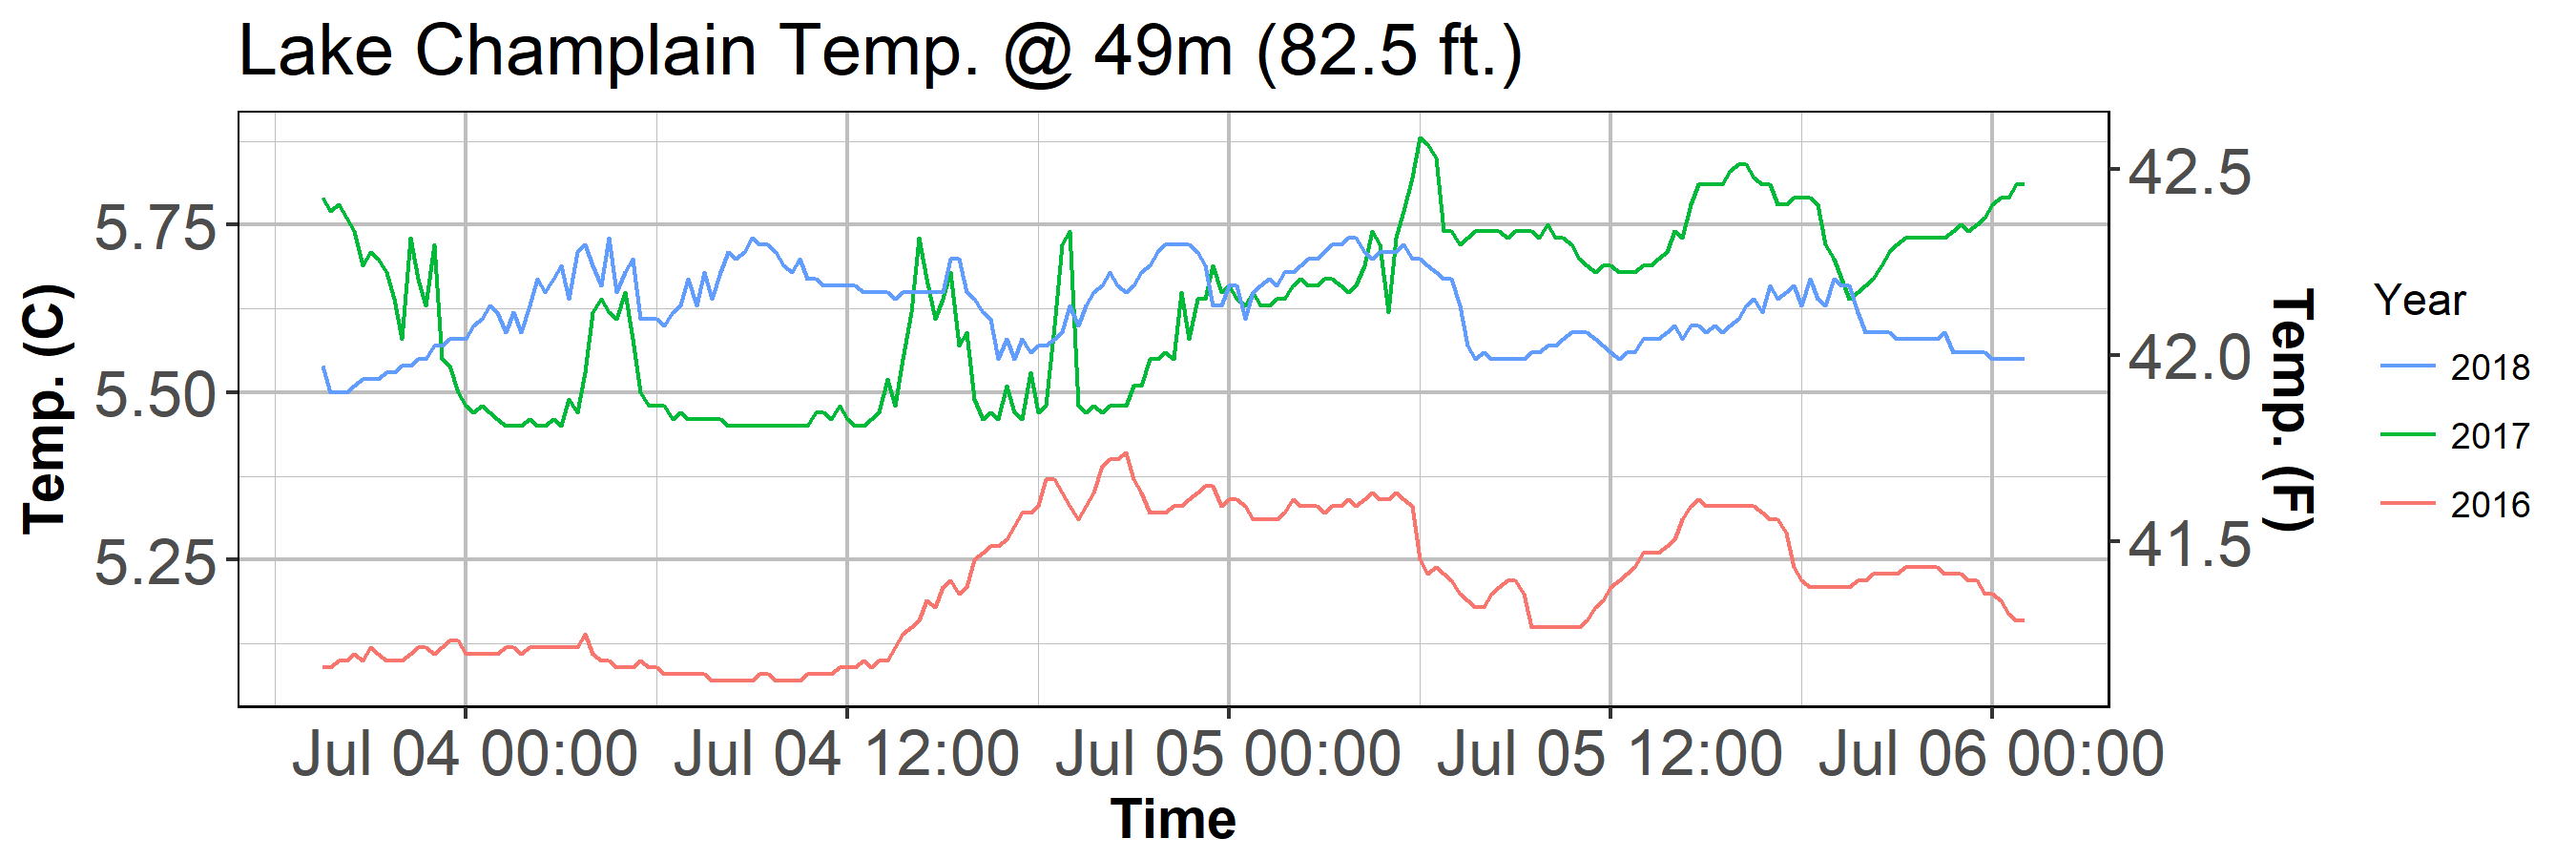 Lake Champlain Temp. @ 49m (82.5 ft.)
Temp. (C)
5.75
5.50
5.25
42.5
42.0
41.5
Temp. (F)
Jul 04 00:00 Jul 04 12:00 Jul 05 00:00 Jul 05 12:00 Jul 06 00:00
Time
Year
2018
2017
2016